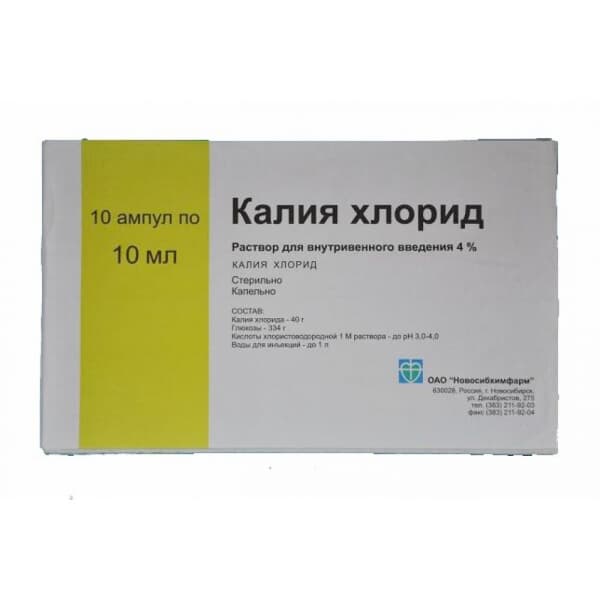 10 ампул по
10 мл
Калия хлорид
Раствор для внутривенного введения 4 %
КАЛИЯ ХЛОРИД
Стерильно
Капельно
СОСТАВ:
Калия хлорида - 40 г
Глюкозы - 334 г
Кислоты хлористоводородной 1 М раствора - до pH 3,0-4,0
Воды для инъекций - до 1 л
ОАО "Новосибхимфарм"
630028, Россия, г. Новосибирск,
ул. Декабристов, 275
тел. (383) 211-92-03
факс (383) 211-92-04